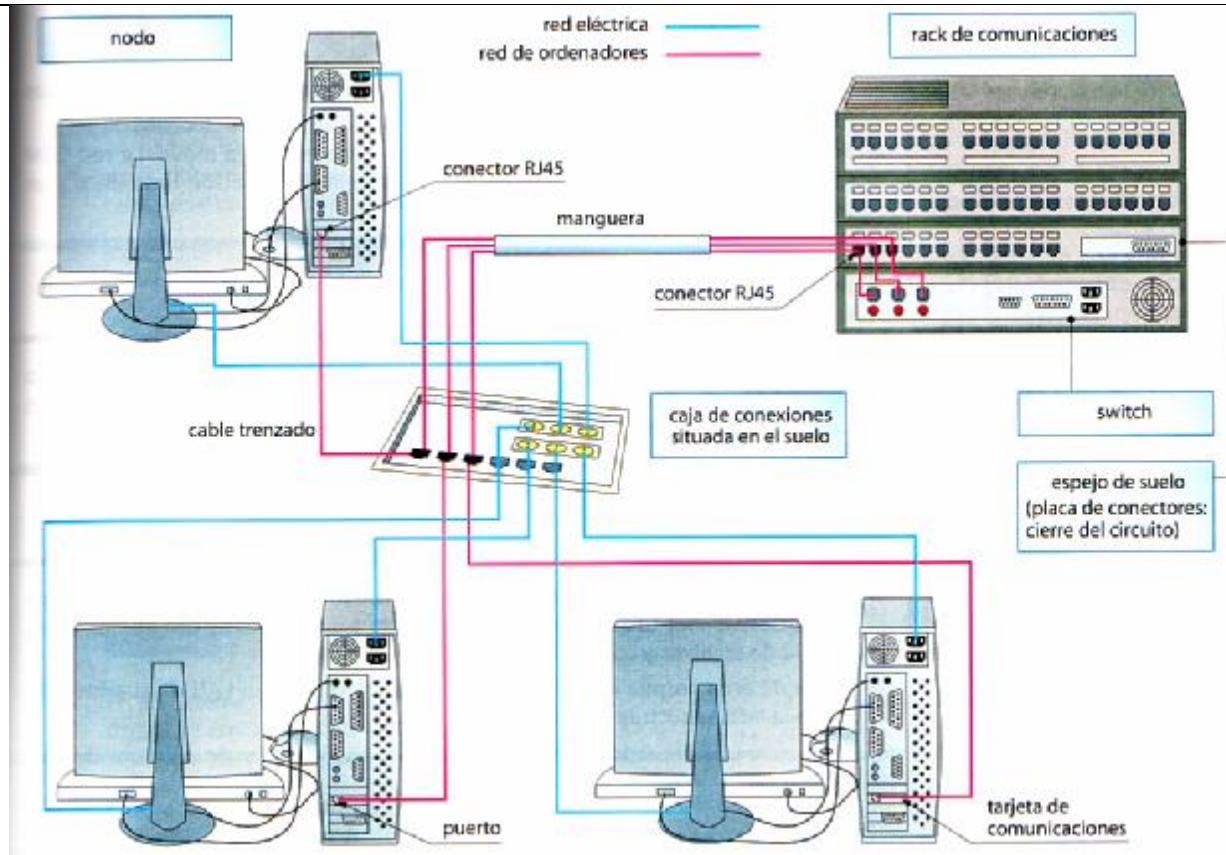 nodo
red eléctrica
red de ordenadores
rack de comunicaciones
conector RJ45
manguera
conector RJ45
cable trenzado
caja de conexiones
situada en el suelo
switch
espejo de suelo
(placa de conectores:
cierre del circuito)
puerto
tarjeta de
comunicaciones